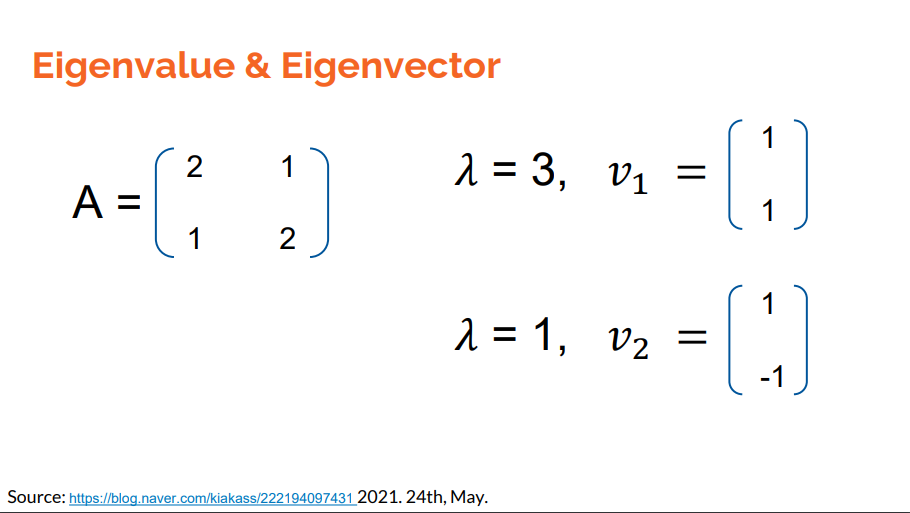 Eigenvalue & Eigenvector
A =
2 1
1 2
λ = 3, v₁ =
1
1
λ = 1, v₂ =
1
-1
Source: https://blog.naver.com/kiakass/222194097431 2021. 24th, May.